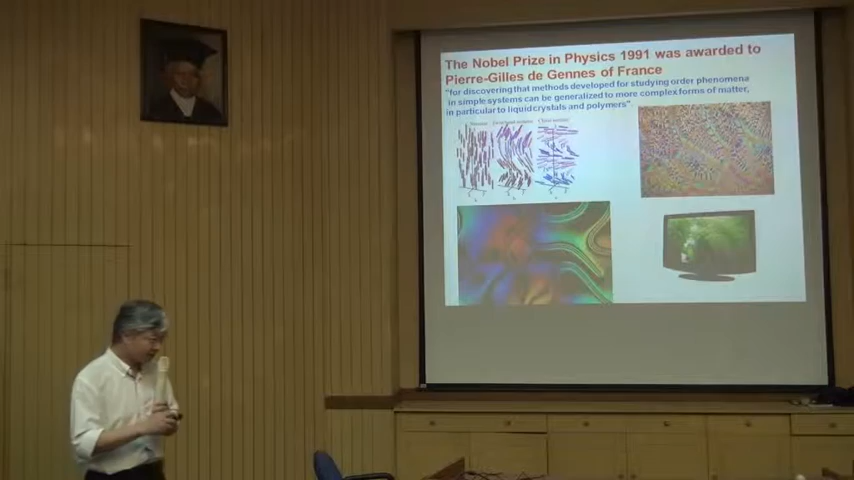 The Nobel Prize in Physics 1991 was awarded to
Pierre-Gilles de Gennes of France
"for discovering that methods developed for studying order phenomena
in simple systems can be generalized to more complex forms of matter,
in particular to liquid crystals and polymers".